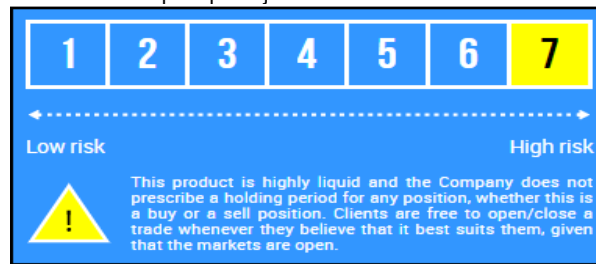 1 2 3 4 5 6 7
Low risk High risk
This product is highly liquid and the Company does not
prescribe a holding period for any position, whether this is
a buy or a sell position. Clients are free to open/close a
trade whenever they believe that it best suits them, given
that the markets are open.
!